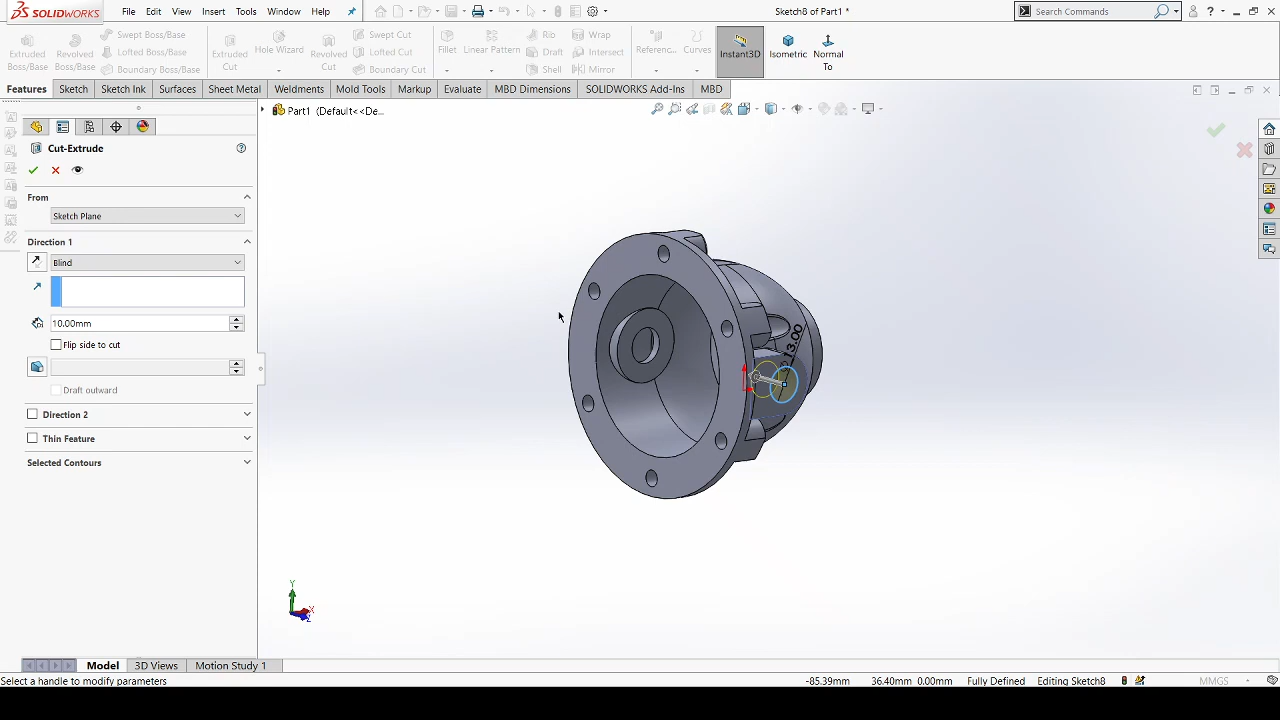 SOLIDWORKS File Edit View Insert Tools Window Help Sketch8 of Part1 * Search Commands
Extruded Boss/Base
Revolved Boss/Base
Swept Boss/Base
Lofted Boss/Base
Boundary Boss/Base
Extruded Cut
Hole Wizard
Revolved Cut
Swept Cut
Lofted Cut
Boundary Cut
Fillet
Linear Pattern
Rib
Draft
Shell
Wrap
Intersect
Mirror
Referenc...
Curves
Instant3D
Isometric
Normal To
Features Sketch Sketch Ink Surfaces Sheet Metal Weldments Mold Tools Markup Evaluate MBD Dimensions SOLIDWORKS Add-Ins MBD
Part1 (Default<<De...
Cut-Extrude
From
Sketch Plane
Direction 1
Blind
10.00mm
Flip side to cut
Draft outward
Direction 2
Thin Feature
Selected Contours
13.00
Y
X
Z
Model 3D Views Motion Study 1
Select a handle to modify parameters -85.39mm 36.40mm 0.00mm Fully Defined Editing Sketch8 MMGS